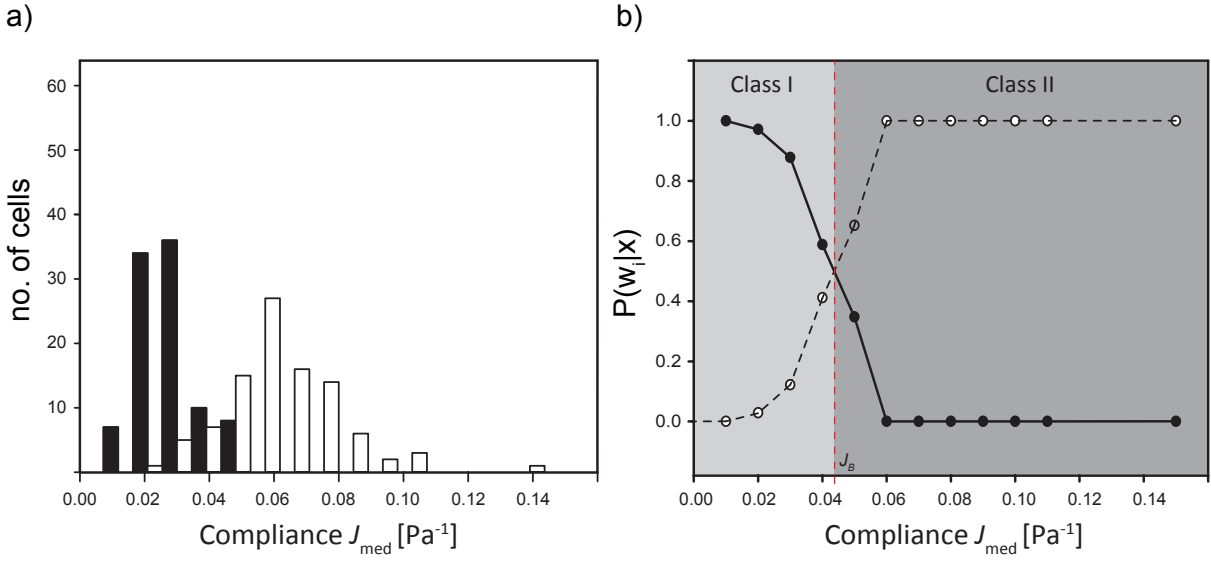 a)
no. of cells
60
50
40
30
20
10
0.00 0.02 0.04 0.06 0.08 0.10 0.12 0.14
Compliance J_med [Pa⁻¹]
b)
P(w_i|x)
Class I
Class II
1.0
0.8
0.6
0.4
0.2
0.0
J_B
0.00 0.02 0.04 0.06 0.08 0.10 0.12 0.14
Compliance J_med [Pa⁻¹]